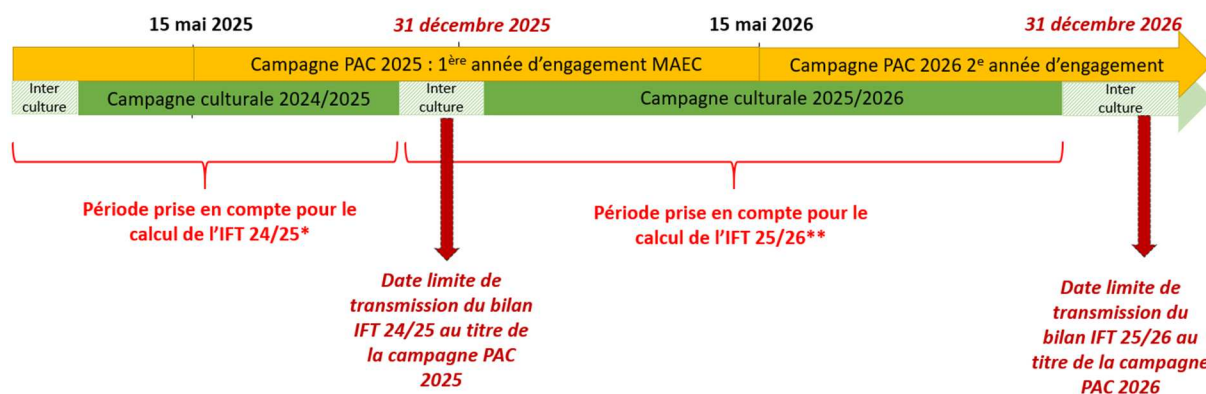 15 mai 2025
31 décembre 2025
15 mai 2026
31 décembre 2026
Campagne PAC 2025 : 1ère année d’engagement MAEC
Campagne PAC 2026 2e année d’engagement
Inter
culture
Campagne culturale 2024/2025
Inter
culture
Campagne culturale 2025/2026
Inter
culture
Période prise en compte pour le
calcul de l’IFT 24/25*
Période prise en compte pour le
calcul de l’IFT 25/26**
Date limite de
transmission du bilan
IFT 24/25 au titre de
la campagne PAC
2025
Date limite de
transmission du
bilan IFT 25/26 au
titre de la campagne
PAC 2026